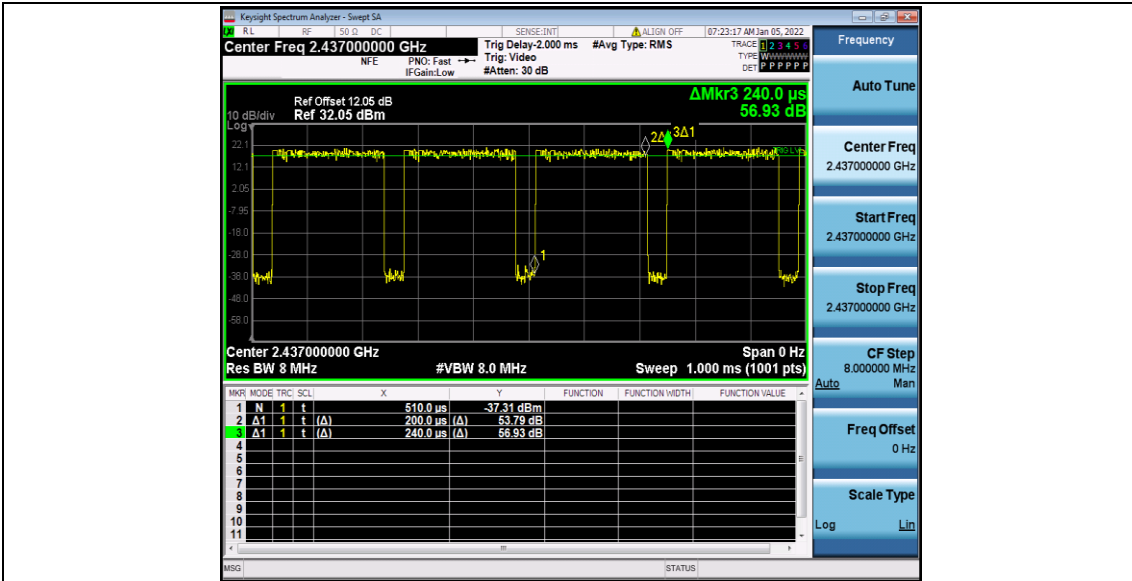 Keysight Spectrum Analyzer - Swept SA
RL RF 50 Ω DC SENSE:INT ALIGN OFF 07:23:17 AM Jan 05, 2022
Center Freq 2.437000000 GHz Trig Delay-2.000 ms #Avg Type: RMS TRACE 1 2 3 4 5 6
NFE PNO: Fast Trig: Video TYPE WWWWWW
IFGain:Low #Atten: 30 dB DET P P P P P P
Ref Offset 12.05 dB ΔMkr3 240.0 µs
10 dB/div Ref 32.05 dBm 56.93 dB
Log
2Δ1 3Δ1
22.1
TRIG LVL
12.1
2.05
-7.95
-18.0
-28.0
1
-38.0
-48.0
-58.0
Center 2.437000000 GHz Span 0 Hz
Res BW 8 MHz #VBW 8.0 MHz Sweep 1.000 ms (1001 pts)
MKR MODE TRC SCL X Y FUNCTION FUNCTION WIDTH FUNCTION VALUE
1 N 1 t 510.0 µs -37.31 dBm
2 Δ1 1 t (Δ) 200.0 µs (Δ) 53.79 dB
3 Δ1 1 t (Δ) 240.0 µs (Δ) 56.93 dB
4
5
6
7
8
9
10
11
MSG STATUS
Frequency
Auto Tune
Center Freq
2.437000000 GHz
Start Freq
2.437000000 GHz
Stop Freq
2.437000000 GHz
CF Step
8.000000 MHz
Auto Man
Freq Offset
0 Hz
Scale Type
Log Lin